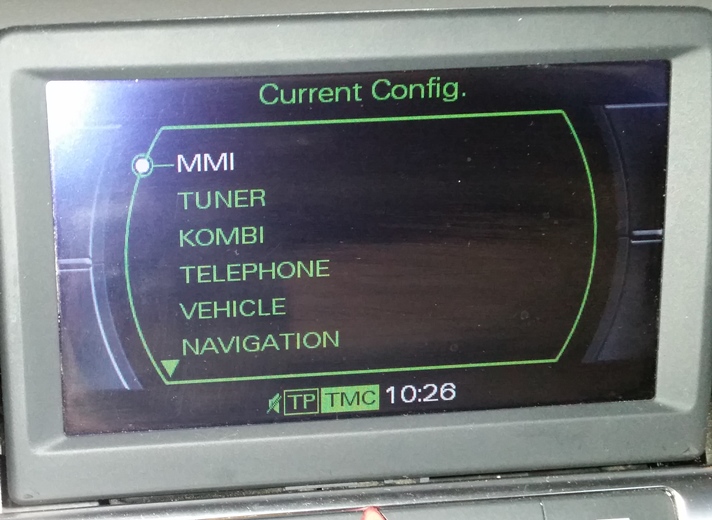 Current Config.
MMI
TUNER
KOMBI
TELEPHONE
VEHICLE
NAVIGATION
TP TMC 10:26